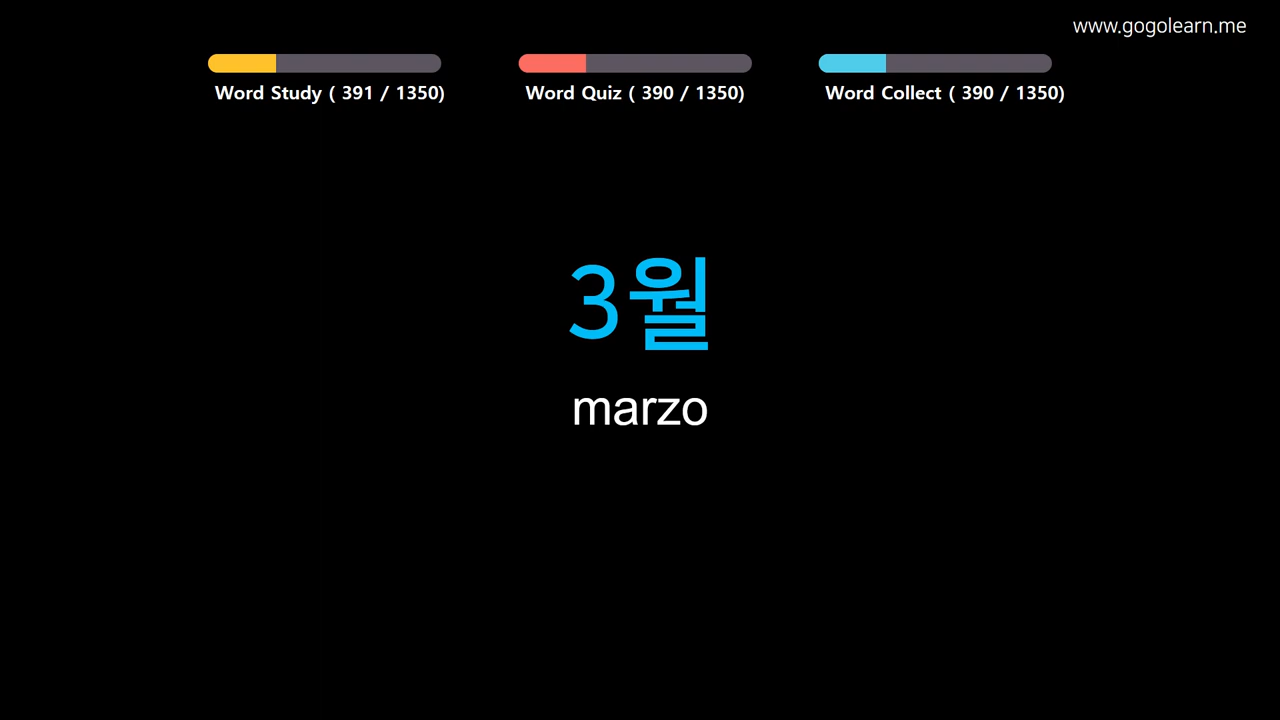 www.gogolearn.me
Word Study ( 391 / 1350)
Word Quiz ( 390 / 1350)
Word Collect ( 390 / 1350)
3월
marzo